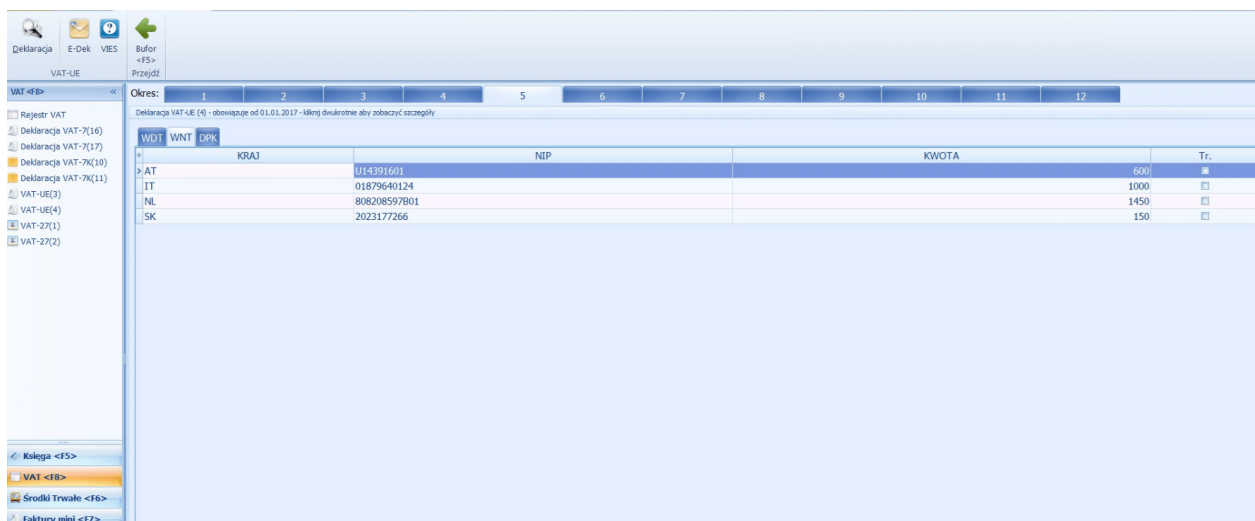 Deklaracja E-Dek VIES Bufor
<F5>
VAT-UE Przejdź
VAT <F8> «
Okres: 1 2 3 4 5 6 7 8 9 10 11 12
Deklaracja VAT-UE (4) - obowiązuje od 01.01.2017 - kliknij dwukrotnie aby zobaczyć szczegóły
Rejestr VAT
Deklaracja VAT-7(16)
Deklaracja VAT-7(17)
Deklaracja VAT-7K(10)
Deklaracja VAT-7K(11)
VAT-UE(3)
VAT-UE(4)
VAT-27(1)
VAT-27(2)
WDT WNT DPK
KRAJ NIP KWOTA Tr.
AT U14391601 600
IT 01879640124 1000
NL 808208597B01 1450
SK 2023177266 150
Księga <F5>
VAT <F8>
Środki Trwałe <F6>
Faktury mini <F7>